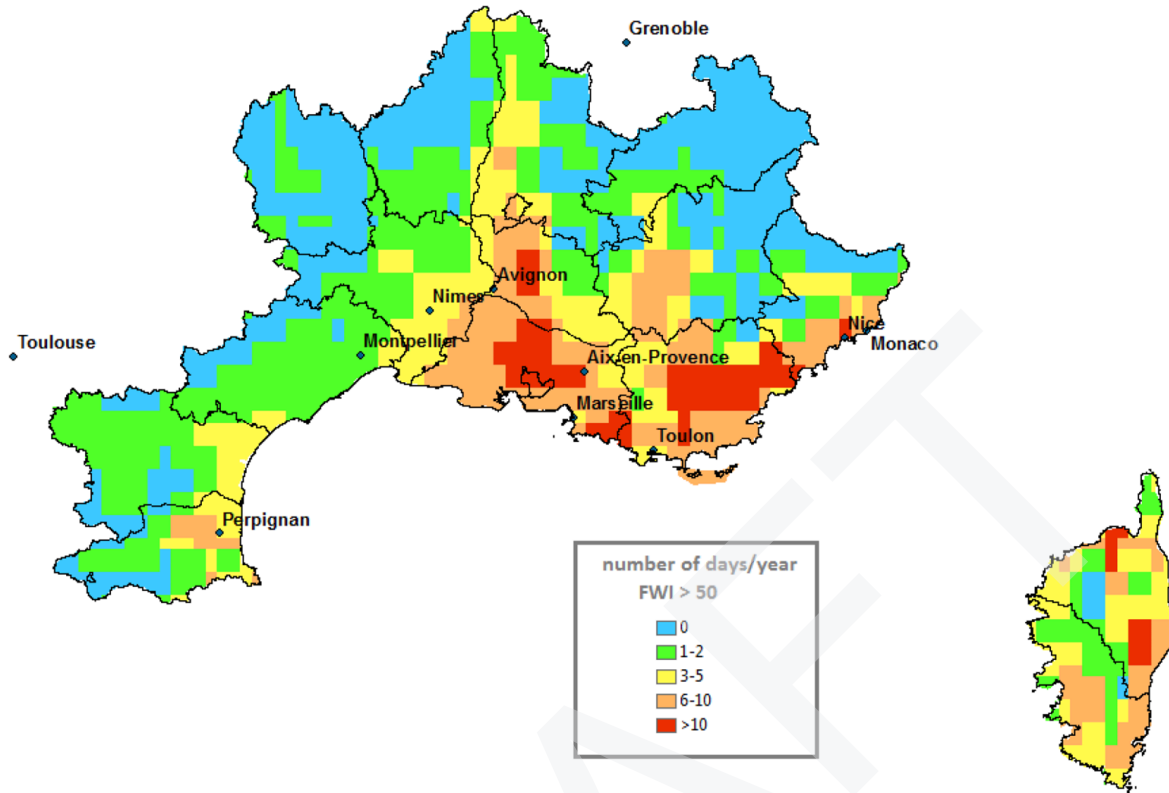 Grenoble
Avignon
Nimes
Nice
Toulouse
Montpellier
Monaco
Aix-en-Provence
Marseille
Toulon
Perpignan
number of days/year
FWI > 50
0
1-2
3-5
6-10
>10
AFT